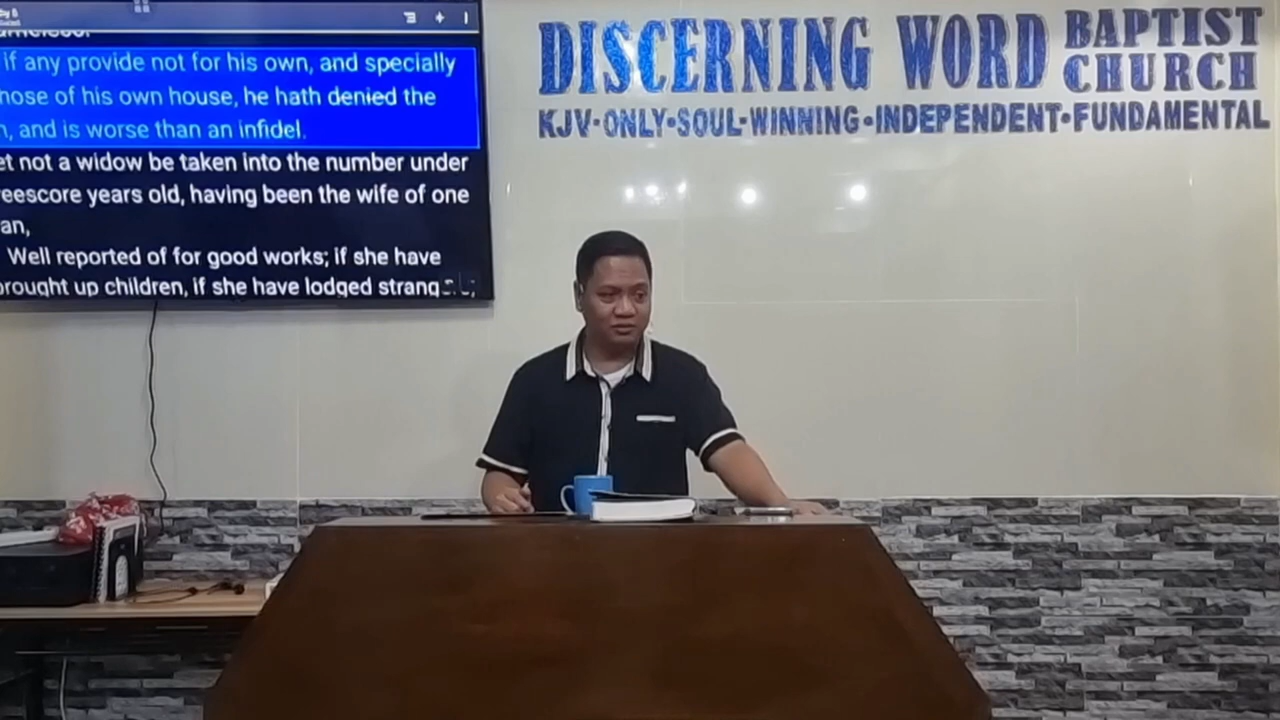 if any provide not for his own, and specially
hose of his own house, he hath denied the
, and is worse than an infidel.
et not a widow be taken into the number under
reescore years old, having been the wife of one
an,
Well reported of for good works; if she have
brought up children, if she have lodged strang
DISCERNING WORD BAPTIST CHURCH
KJV-ONLY•SOUL-WINNING•INDEPENDENT•FUNDAMENTAL